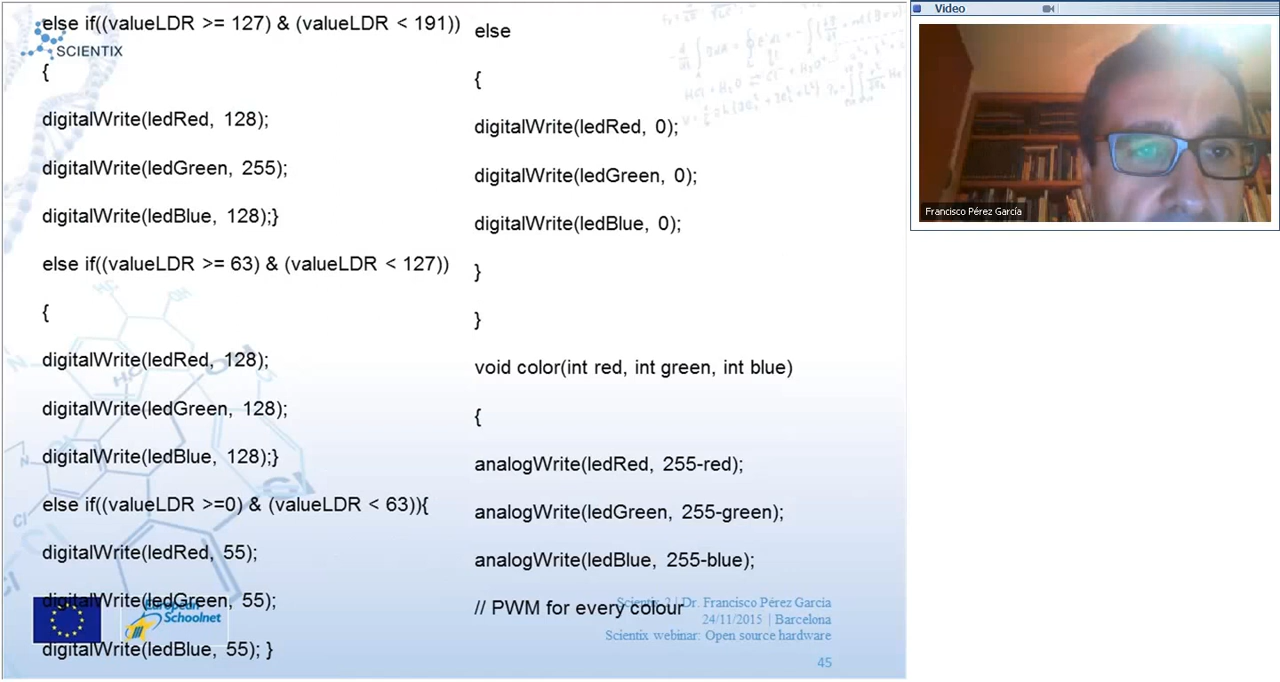 else if((valueLDR >= 127) & (valueLDR < 191))
SCIENTIX
{
digitalWrite(ledRed, 128);
digitalWrite(ledGreen, 255);
digitalWrite(ledBlue, 128);}
else if((valueLDR >= 63) & (valueLDR < 127))
{
digitalWrite(ledRed, 128);
digitalWrite(ledGreen, 128);
digitalWrite(ledBlue, 128);}
else if((valueLDR >=0) & (valueLDR < 63)){
digitalWrite(ledRed, 55);
digitalWrite(ledGreen, 55);
digitalWrite(ledBlue, 55); }
European
Schoolnet
else
{
digitalWrite(ledRed, 0);
digitalWrite(ledGreen, 0);
digitalWrite(ledBlue, 0);
}
}
void color(int red, int green, int blue)
{
analogWrite(ledRed, 255-red);
analogWrite(ledGreen, 255-green);
analogWrite(ledBlue, 255-blue);
// PWM for every colour
Scientix 2 | Dr. Francisco Pérez García
24/11/2015 | Barcelona
Scientix webinar: Open source hardware
45
Video
Francisco Pérez García